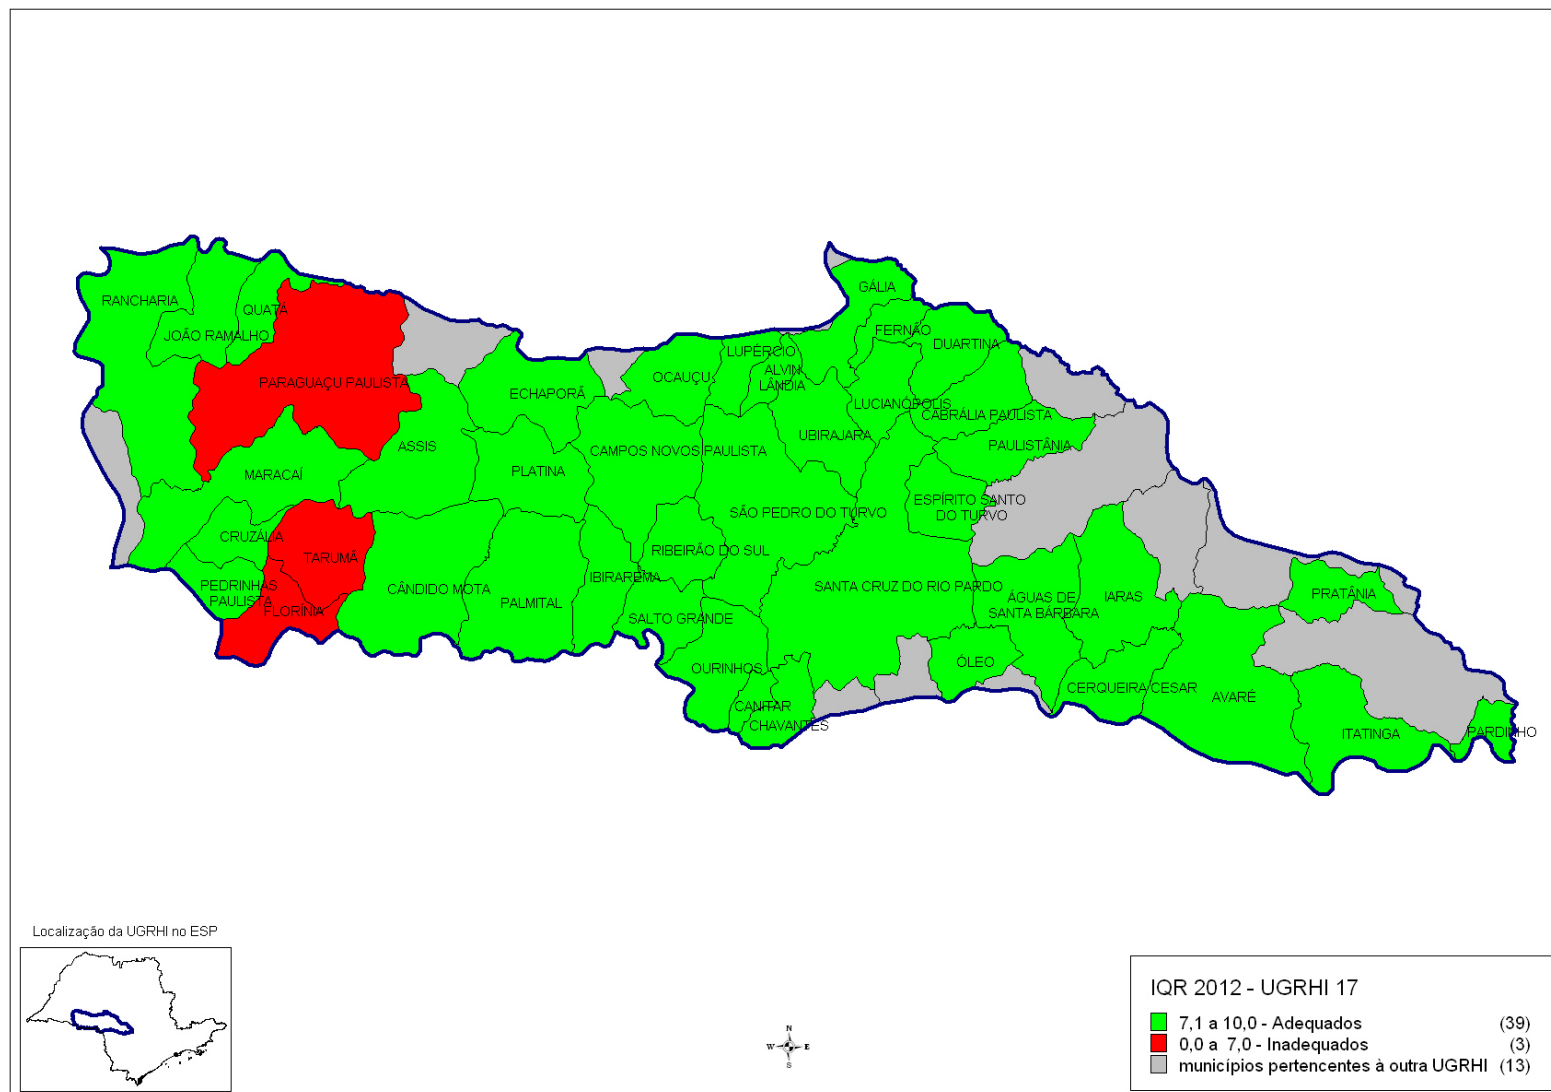 GÁLIA
RANCHARIA
QUATÁ
JOÃO RAMALHO
FERNÃO
DUARTINA
LUPÉRCIO
ALVIN
LÂNDIA
OCAUÇU
PARAGUAÇU PAULISTA
ECHAPORÃ
LUCIANÓPOLIS
CABRÁLIA PAULISTA
UBIRAJARA
PAULISTÂNIA
ASSIS
CAMPOS NOVOS PAULISTA
PLATINA
MARACAÍ
ESPÍRITO SANTO
DO TURVO
SÃO PEDRO DO TURVO
CRUZÁLIA
TARUMÃ
RIBEIRÃO DO SUL
IBIRAREMA
PEDRINHAS
PAULISTA
CÂNDIDO MOTA
SANTA CRUZ DO RIO PARDO
ÁGUAS DE
SANTA BÁRBARA
IARAS
PRATÂNIA
PALMITAL
FLORÍNIA
SALTO GRANDE
ÓLEO
OURINHOS
CERQUEIRA CESAR
AVARÉ
CANITAR
CHAVANTES
ITATINGA
PARDINHO
Localização da UGRHI no ESP
N
W E
S
IQR 2012 - UGRHI 17
7,1 a 10,0 - Adequados (39)
0,0 a 7,0 - Inadequados (3)
municípios pertencentes à outra UGRHI (13)